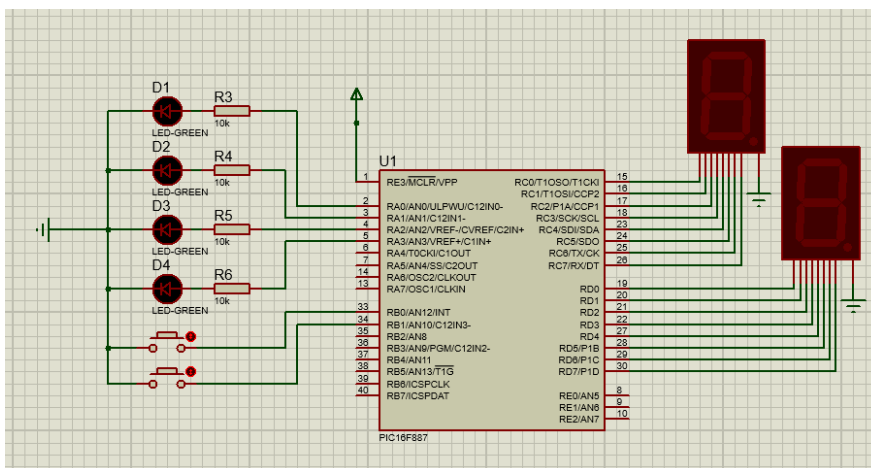 D1
R3
LED-GREEN
10k
D2
R4
LED-GREEN
10k
D3
R5
LED-GREEN
10k
D4
R6
LED-GREEN
10k
U1
1 RE3/MCLR/VPP
2 RA0/AN0/ULPWU/C12IN0-
3 RA1/AN1/C12IN1-
4 RA2/AN2/VREF-/CVREF/C2IN+
5 RA3/AN3/VREF+/C1IN+
6 RA4/T0CKI/C1OUT
7 RA5/AN4/SS/C2OUT
14 RA6/OSC2/CLKOUT
13 RA7/OSC1/CLKIN
33 RB0/AN12/INT
34 RB1/AN10/C12IN3-
35 RB2/AN8
36 RB3/AN9/PGM/C12IN2-
37 RB4/AN11
38 RB5/AN13/T1G
39 RB6/ICSPCLK
40 RB7/ICSPDAT
RC0/T1OSO/T1CKI 15
RC1/T1OSI/CCP2 16
RC2/P1A/CCP1 17
RC3/SCK/SCL 18
RC4/SDI/SDA 23
RC5/SDO 24
RC6/TX/CK 25
RC7/RX/DT 26
RD0 19
RD1 20
RD2 21
RD3 22
RD4 27
RD5/P1B 28
RD6/P1C 29
RD7/P1D 30
RE0/AN5 8
RE1/AN6 9
RE2/AN7 10
PIC16F887